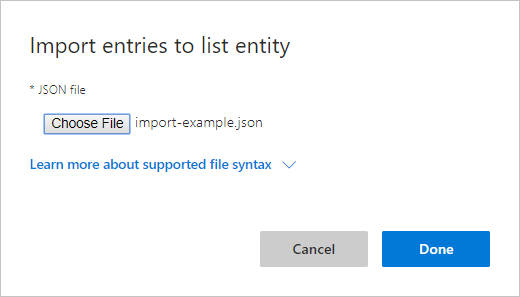 Import entries to list entity
* JSON file
Choose File import-example.json
Learn more about supported file syntax
Cancel Done